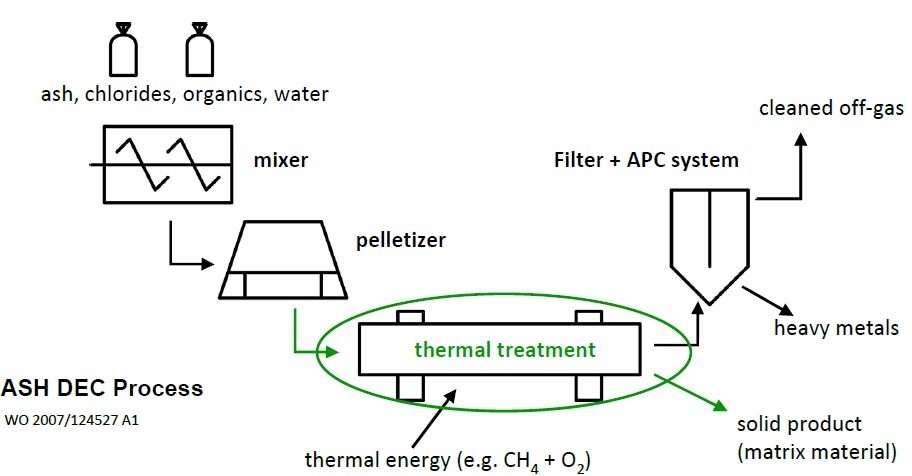 ash, chlorides, organics, water
mixer
pelletizer
Filter + APC system
cleaned off-gas
heavy metals
thermal treatment
ASH DEC Process
WO 2007/124527 A1
thermal energy (e.g. CH₄ + O₂)
solid product
(matrix material)